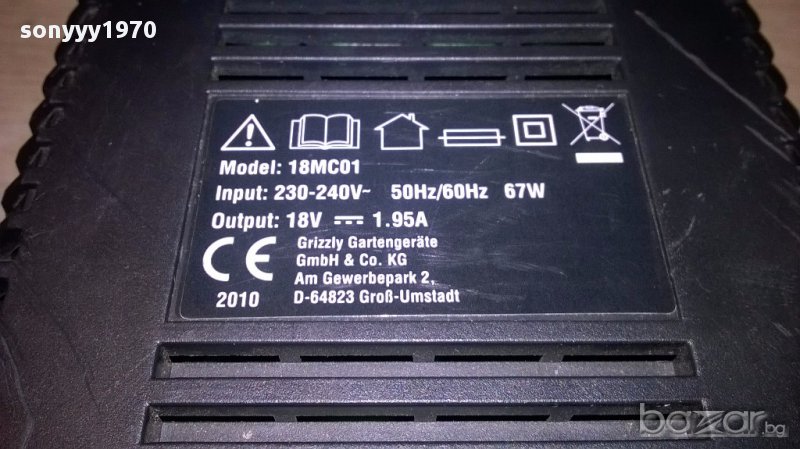 sonyyy1970
Model: 18MC01
Input: 230-240V~ 50Hz/60Hz 67W
Output: 18V ⎓ 1.95A
CE
2010
Grizzly Gartengeräte
GmbH & Co. KG
Am Gewerbepark 2,
D-64823 Groß-Umstadt
bazar.bg